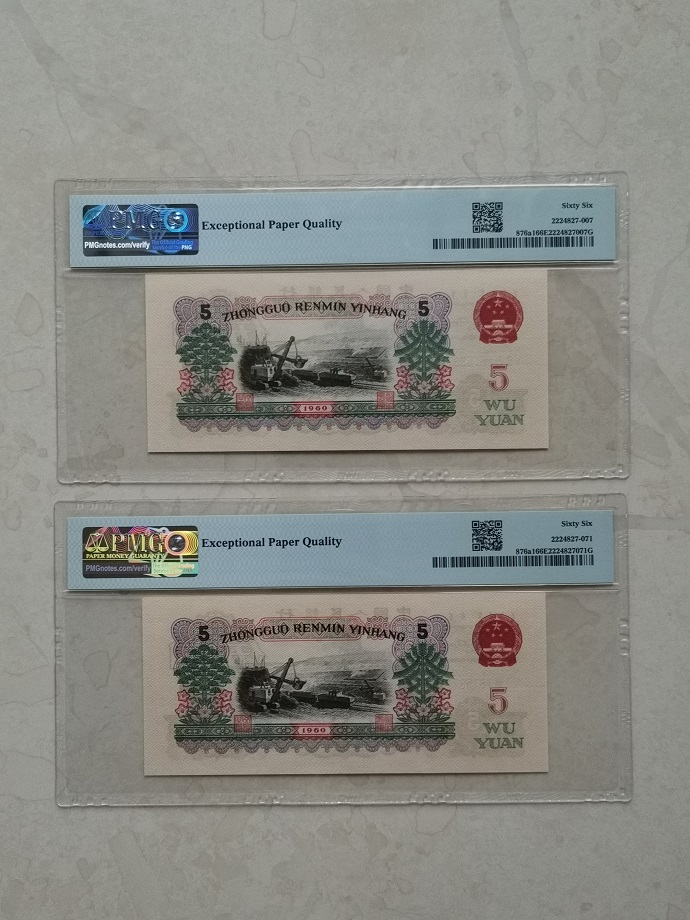 PMG
PMGnotes.com/verify
PMG
Exceptional Paper Quality
Sixty Six
2224827-007
876a166E2224827007G
5
ZHONGGUO RENMIN YINHANG
5
5
WU
YUAN
1960
PMG
PAPER MONEY GUARANTY
PMGnotes.com/verify
Exceptional Paper Quality
Sixty Six
2224827-071
876a166E2224827071G
5
ZHONGGUO RENMIN YINHANG
5
5
WU
YUAN
1960